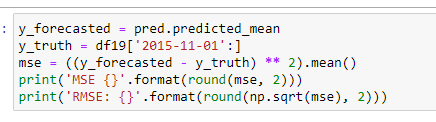 : y_forecasted = pred.predicted_mean
y_truth = df19['2015-11-01':]
mse = ((y_forecasted - y_truth) ** 2).mean()
print('MSE {}'.format(round(mse, 2)))
print('RMSE: {}'.format(round(np.sqrt(mse), 2)))